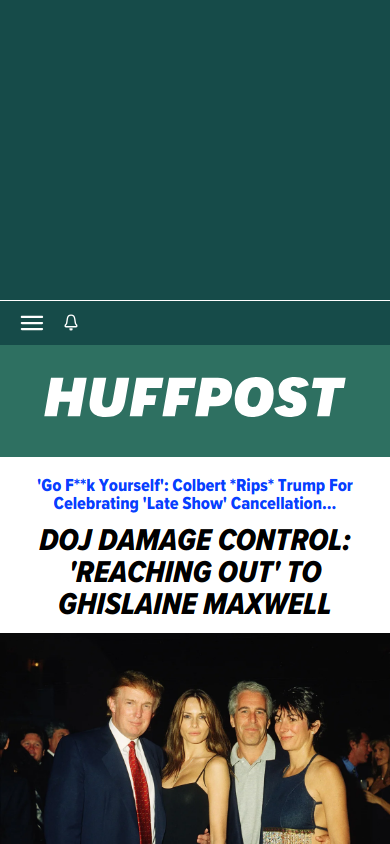 HUFFPOST
'Go F**k Yourself': Colbert *Rips* Trump For
Celebrating 'Late Show' Cancellation...
DOJ DAMAGE CONTROL:
'REACHING OUT' TO
GHISLAINE MAXWELL